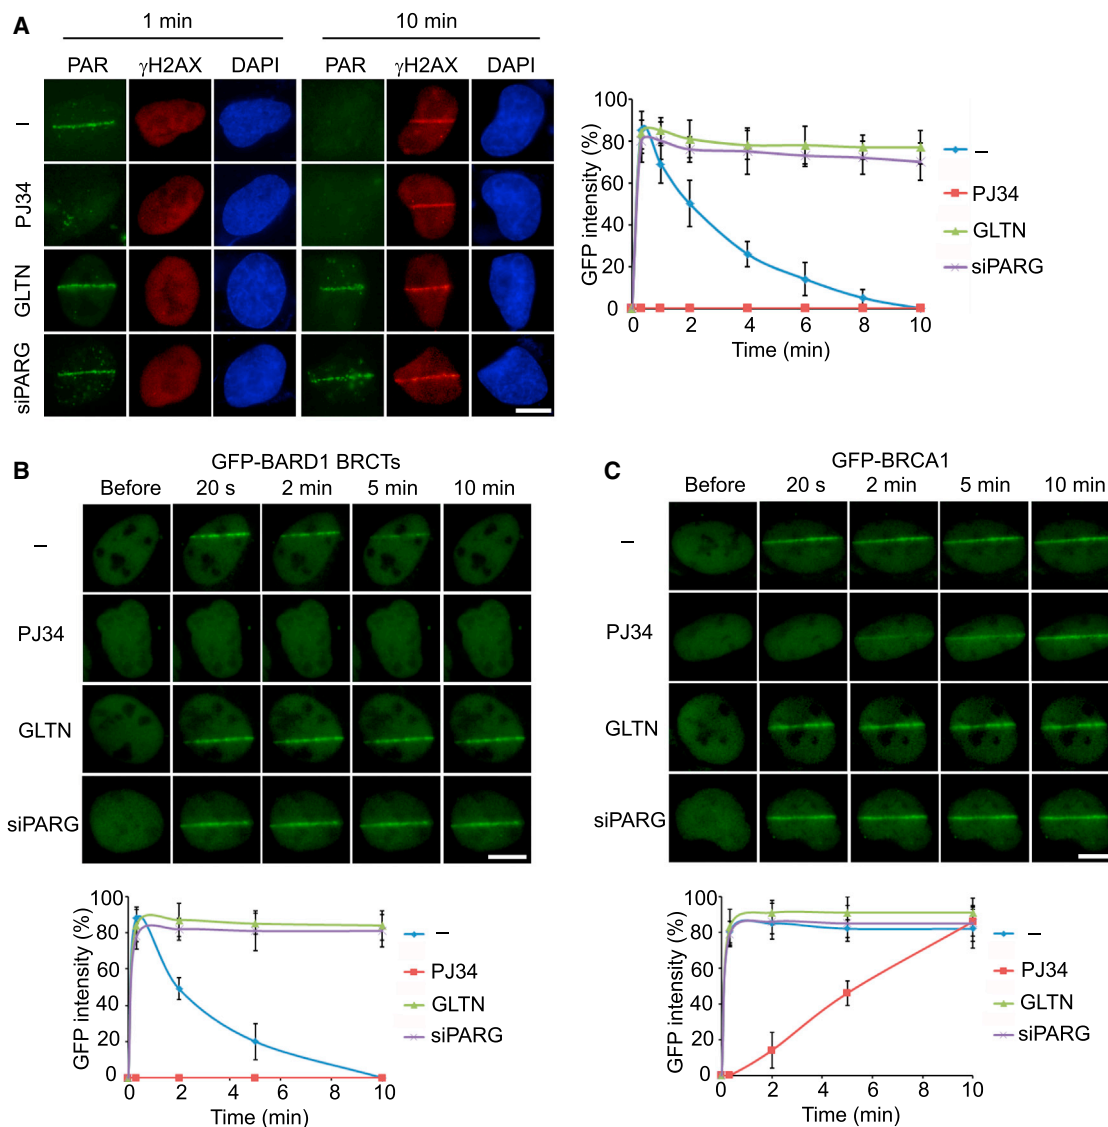 A
1 min
10 min
PAR γH2AX DAPI PAR γH2AX DAPI
–
PJ34
GLTN
siPARG
GFP intensity (%)
100
80
60
40
20
0
0 2 4 6 8 10
Time (min)
–
PJ34
GLTN
siPARG
B
GFP-BARD1 BRCTs
Before 20 s 2 min 5 min 10 min
–
PJ34
GLTN
siPARG
GFP intensity (%)
100
80
60
40
20
0
0 2 4 6 8 10
Time (min)
–
PJ34
GLTN
siPARG
C
GFP-BRCA1
Before 20 s 2 min 5 min 10 min
–
PJ34
GLTN
siPARG
GFP intensity (%)
100
80
60
40
20
0
0 2 4 6 8 10
Time (min)
–
PJ34
GLTN
siPARG